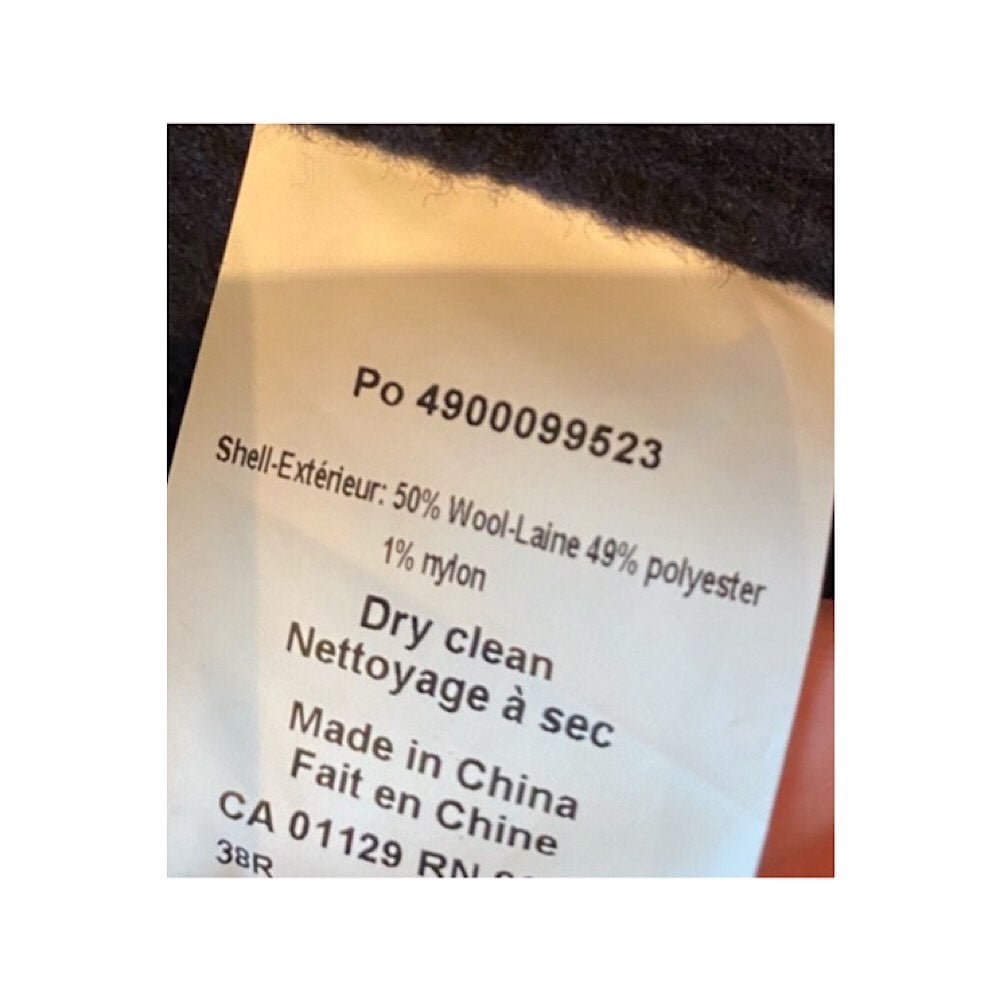 Po 4900099523
Shell-Extérieur: 50% Wool-Laine 49% polyester
1% nylon
Dry clean
Nettoyage à sec
Made in China
Fait en Chine
CA 01129 RN
38R